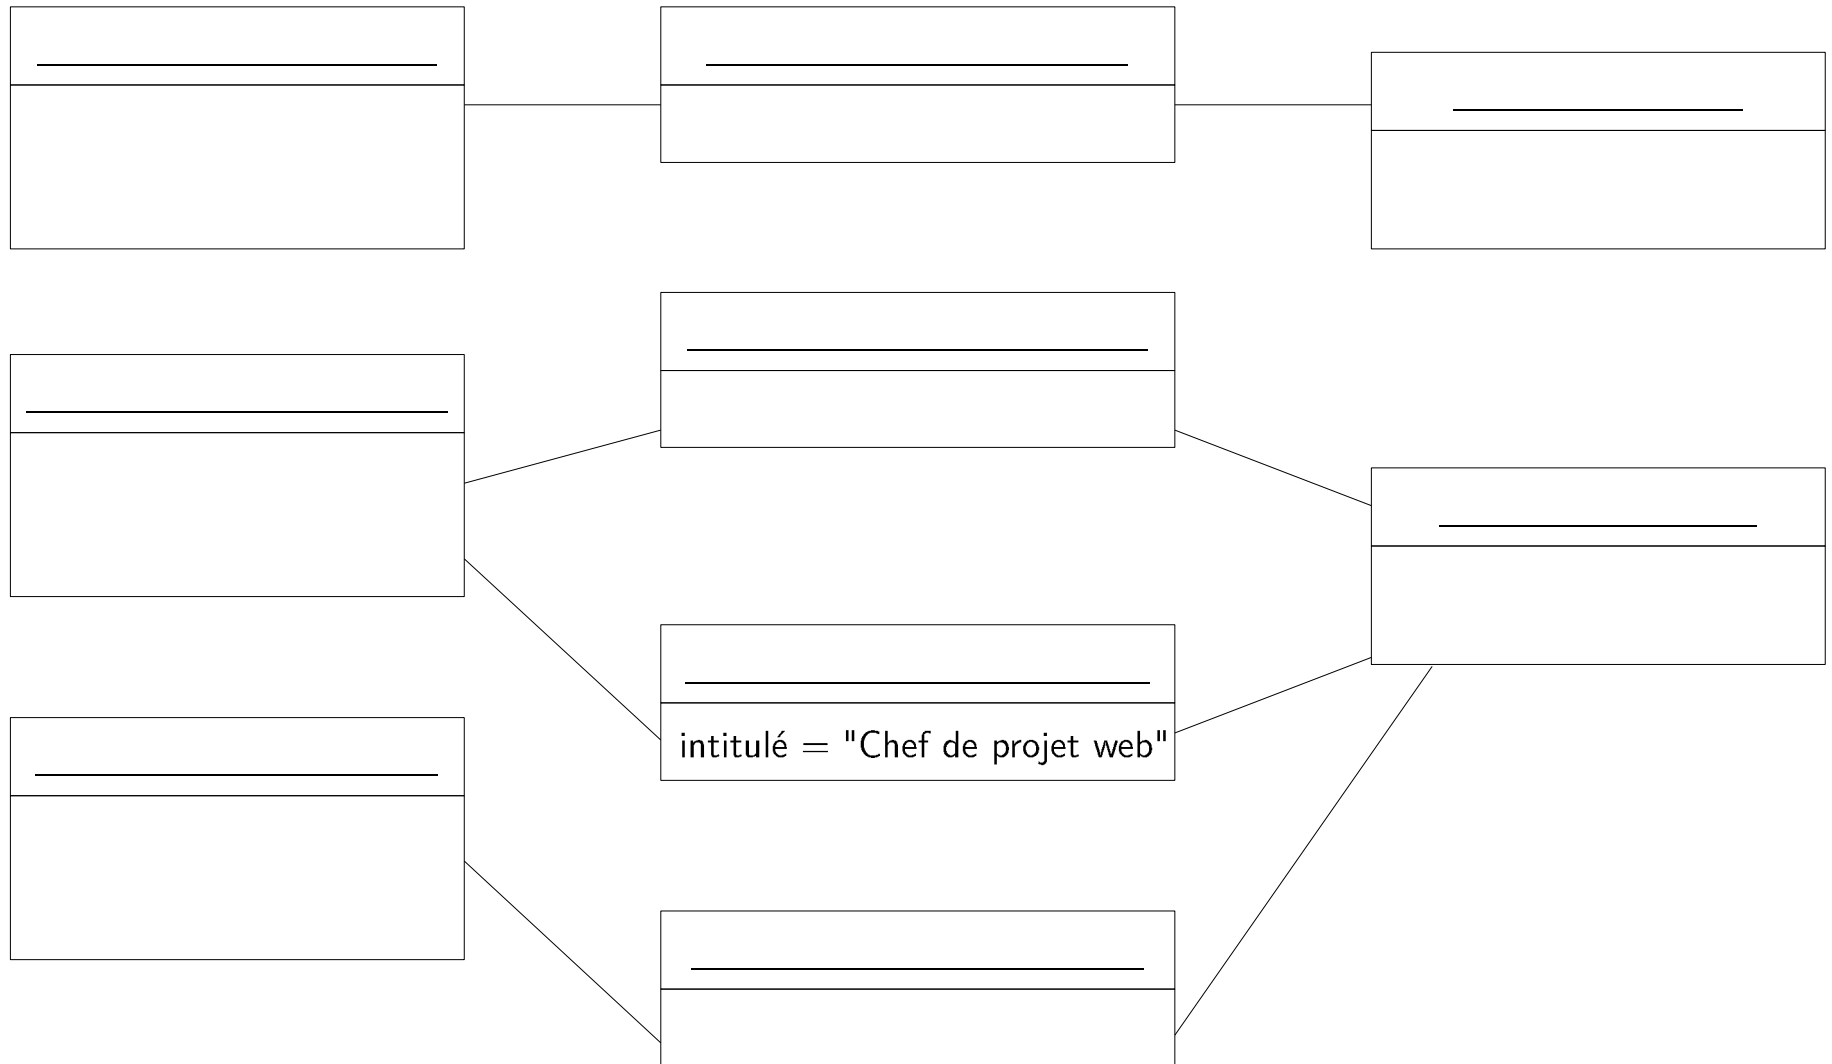 intitulé = "Chef de projet web"